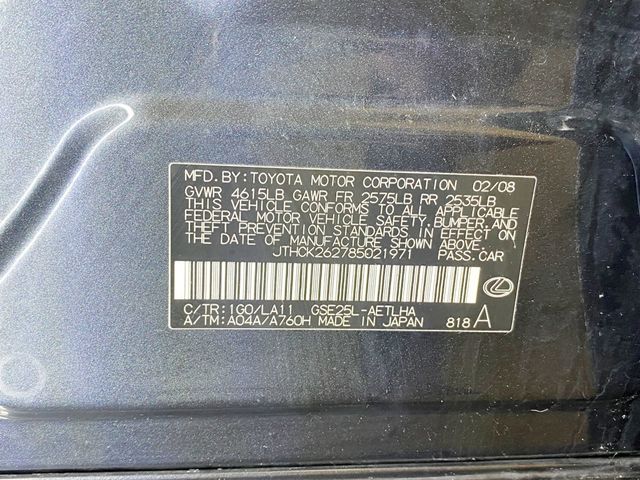 MFD. BY: TOYOTA MOTOR CORPORATION 02/08
GVWR 4615LB GAWR FR 2575LB RR 2535LB
THIS VEHICLE CONFORMS TO ALL APPLICABLE
FEDERAL MOTOR VEHICLE SAFETY, BUMPER, AND
THEFT PREVENTION STANDARDS IN EFFECT ON
THE DATE OF MANUFACTURE SHOWN ABOVE.
JTHCK262785021971 PASS.CAR
C/TR: 1G0/LA11 GSE25L-AETLHA
A/TM: A04A/A760H MADE IN JAPAN 818 A